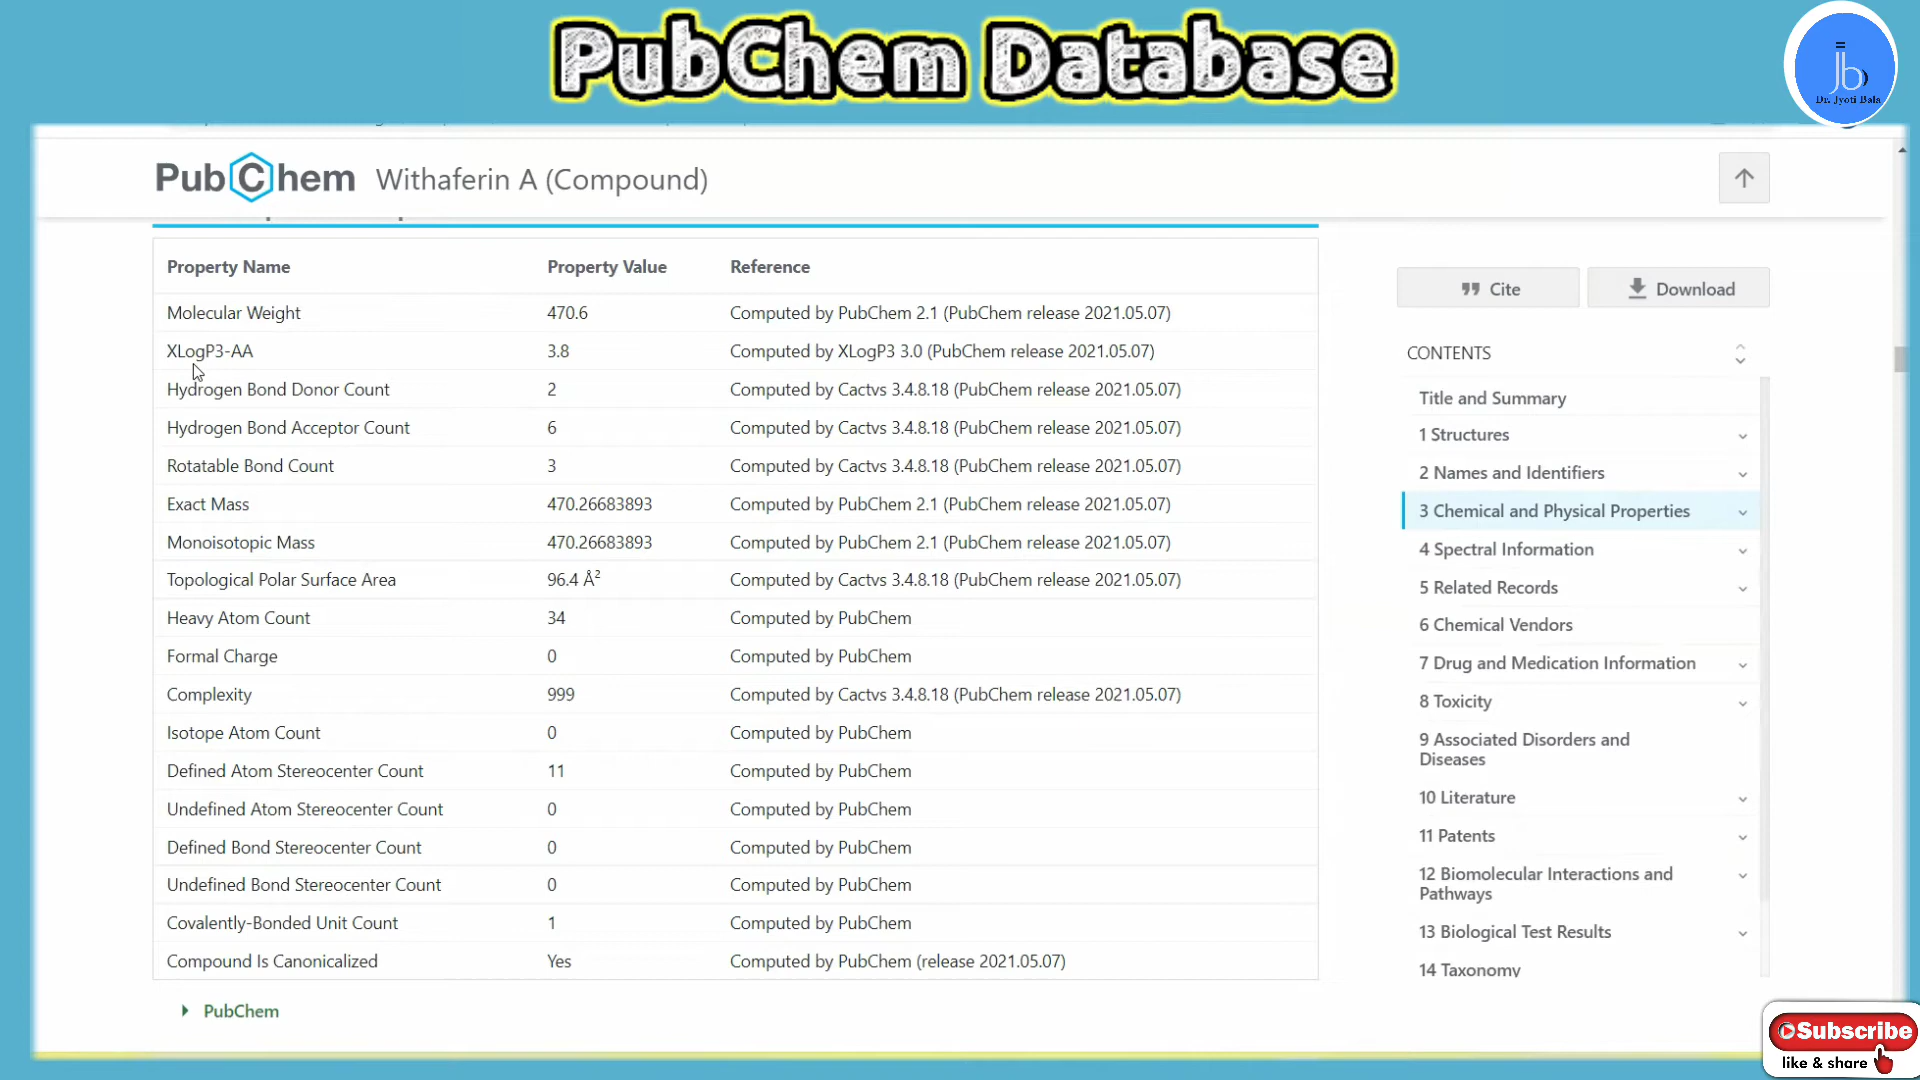 PubChem Database
Dr. Jyoti Bala
PubChem Withaferin A (Compound)
Property Name Property Value Reference
Molecular Weight 470.6 Computed by PubChem 2.1 (PubChem release 2021.05.07)
XLogP3-AA 3.8 Computed by XLogP3 3.0 (PubChem release 2021.05.07)
Hydrogen Bond Donor Count 2 Computed by Cactvs 3.4.8.18 (PubChem release 2021.05.07)
Hydrogen Bond Acceptor Count 6 Computed by Cactvs 3.4.8.18 (PubChem release 2021.05.07)
Rotatable Bond Count 3 Computed by Cactvs 3.4.8.18 (PubChem release 2021.05.07)
Exact Mass 470.26683893 Computed by PubChem 2.1 (PubChem release 2021.05.07)
Monoisotopic Mass 470.26683893 Computed by PubChem 2.1 (PubChem release 2021.05.07)
Topological Polar Surface Area 96.4 Å² Computed by Cactvs 3.4.8.18 (PubChem release 2021.05.07)
Heavy Atom Count 34 Computed by PubChem
Formal Charge 0 Computed by PubChem
Complexity 999 Computed by Cactvs 3.4.8.18 (PubChem release 2021.05.07)
Isotope Atom Count 0 Computed by PubChem
Defined Atom Stereocenter Count 11 Computed by PubChem
Undefined Atom Stereocenter Count 0 Computed by PubChem
Defined Bond Stereocenter Count 0 Computed by PubChem
Undefined Bond Stereocenter Count 0 Computed by PubChem
Covalently-Bonded Unit Count 1 Computed by PubChem
Compound Is Canonicalized Yes Computed by PubChem (release 2021.05.07)
PubChem
Cite Download
CONTENTS
Title and Summary
1 Structures
2 Names and Identifiers
3 Chemical and Physical Properties
4 Spectral Information
5 Related Records
6 Chemical Vendors
7 Drug and Medication Information
8 Toxicity
9 Associated Disorders and
Diseases
10 Literature
11 Patents
12 Biomolecular Interactions and
Pathways
13 Biological Test Results
14 Taxonomy
Subscribe
like & share